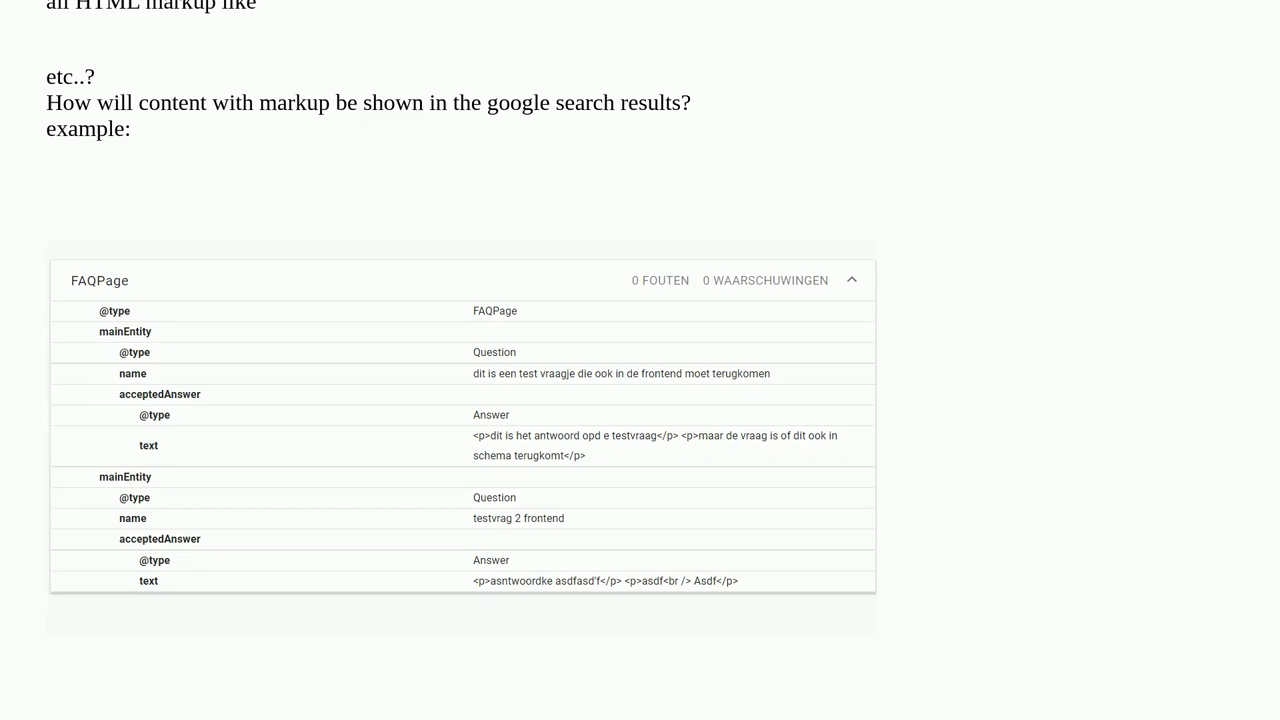 all HTML markup like
etc..?
How will content with markup be shown in the google search results?
example:
FAQPage 0 FOUTEN 0 WAARSCHUWINGEN
@type FAQPage
mainEntity
@type Question
name dit is een test vraagje die ook in de frontend moet terugkomen
acceptedAnswer
@type Answer
text <p>dit is het antwoord opd e testvraag</p> <p>maar de vraag is of dit ook in
schema terugkomt</p>
mainEntity
@type Question
name testvrag 2 frontend
acceptedAnswer
@type Answer
text <p>asntwoordke asdfasd'f</p> <p>asdf<br /> Asdf</p>